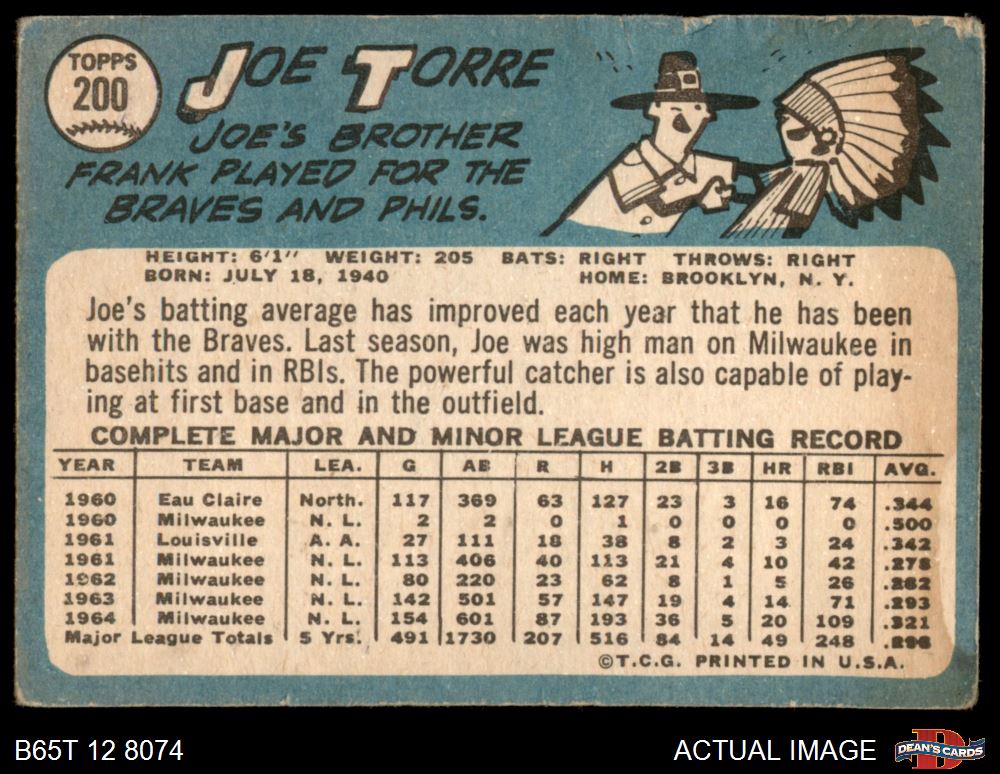 TOPPS
200
JOE TORRE
JOE'S BROTHER
FRANK PLAYED FOR THE
BRAVES AND PHILS.
HEIGHT: 6'1" WEIGHT: 205 BATS: RIGHT THROWS: RIGHT
BORN: JULY 18, 1940 HOME: BROOKLYN, N. Y.
Joe's batting average has improved each year that he has been
with the Braves. Last season, Joe was high man on Milwaukee in
basehits and in RBIs. The powerful catcher is also capable of play-
ing at first base and in the outfield.
COMPLETE MAJOR AND MINOR LEAGUE BATTING RECORD
YEAR TEAM LEA. G AB R H 2B 3B HR RBI AVG.
1960 Eau Claire North. 117 369 63 127 23 3 16 74 .344
1960 Milwaukee N. L. 2 2 0 1 0 0 0 0 .500
1961 Louisville A. A. 27 111 18 38 8 2 3 24 .342
1961 Milwaukee N. L. 113 406 40 113 21 4 10 42 .278
1962 Milwaukee N. L. 80 220 23 62 8 1 5 26 .282
1963 Milwaukee N. L. 142 501 57 147 19 4 14 71 .293
1964 Milwaukee N. L. 154 601 87 193 36 5 20 109 .321
Major League Totals 5 Yrs. 491 1730 207 516 84 14 49 248 .298
©T.C.G. PRINTED IN U.S.A.
B65T 12 8074 ACTUAL IMAGE DEAN'S CARDS